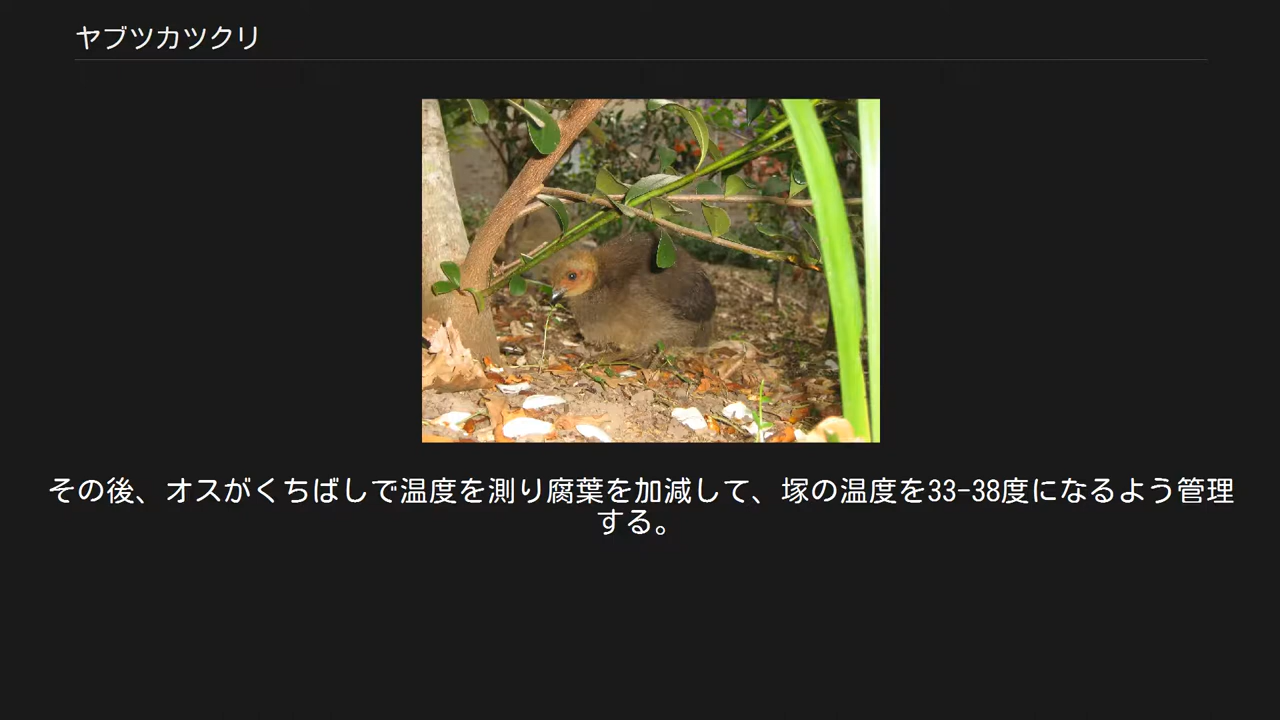 ヤブツカツクリ
その後、オスがくちばしで温度を測り腐葉を加減して、塚の温度を33-38度になるよう管理
する。